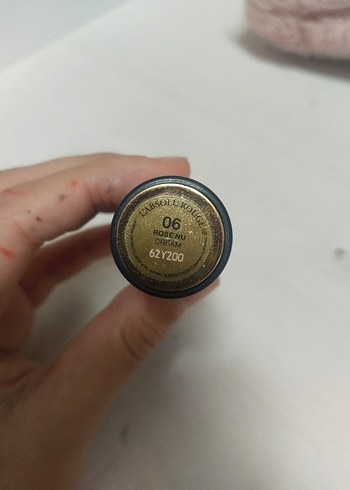 L'ABSOLU ROUGE
06
ROSE NU
CREAM
62Y200